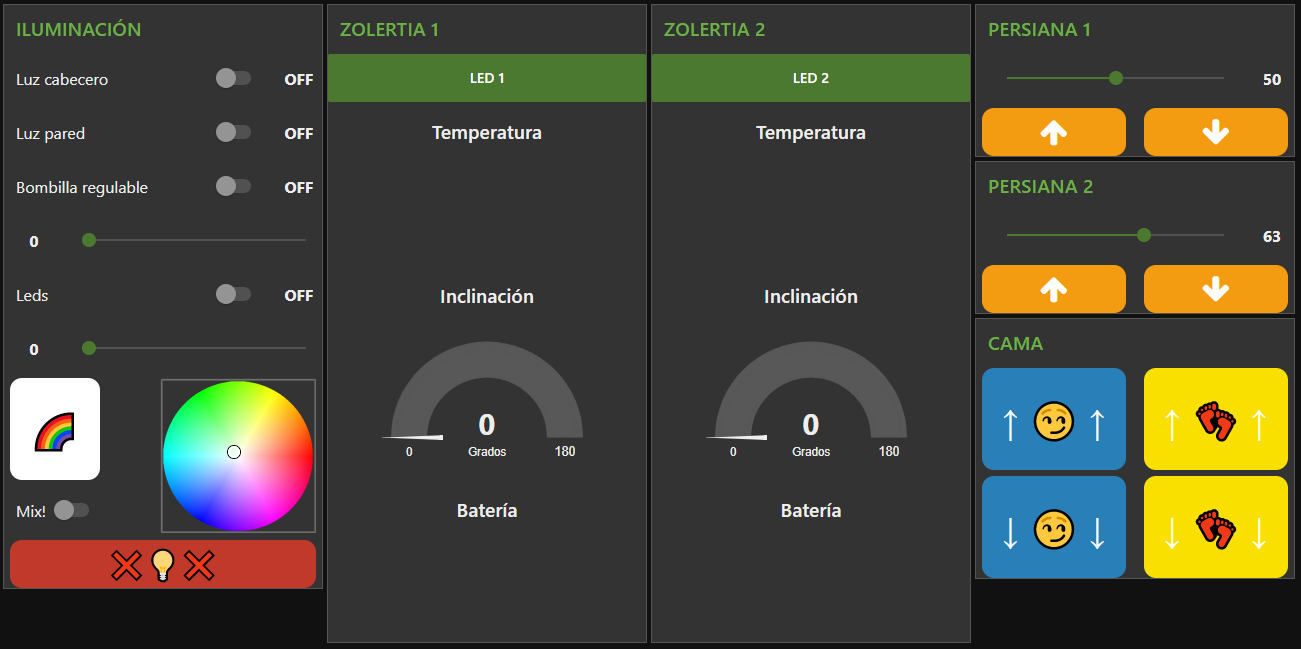 ILUMINACIÓN
Luz cabecero OFF
Luz pared OFF
Bombilla regulable OFF
0
Leds OFF
0
Mix!
ZOLERTIA 1
LED 1
Temperatura
Inclinación
0
0 Grados 180
Batería
ZOLERTIA 2
LED 2
Temperatura
Inclinación
0
0 Grados 180
Batería
PERSIANA 1
50
PERSIANA 2
63
CAMA